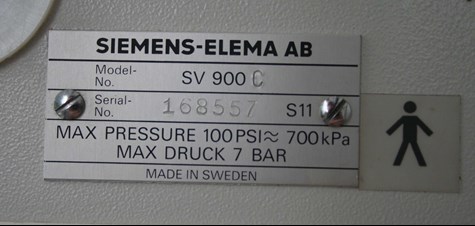 SIEMENS-ELEMA AB
Model-No. SV 900 C
Serial-No. 168557 S11
MAX PRESSURE 100 PSI ≈ 700 kPa
MAX DRUCK 7 BAR
MADE IN SWEDEN